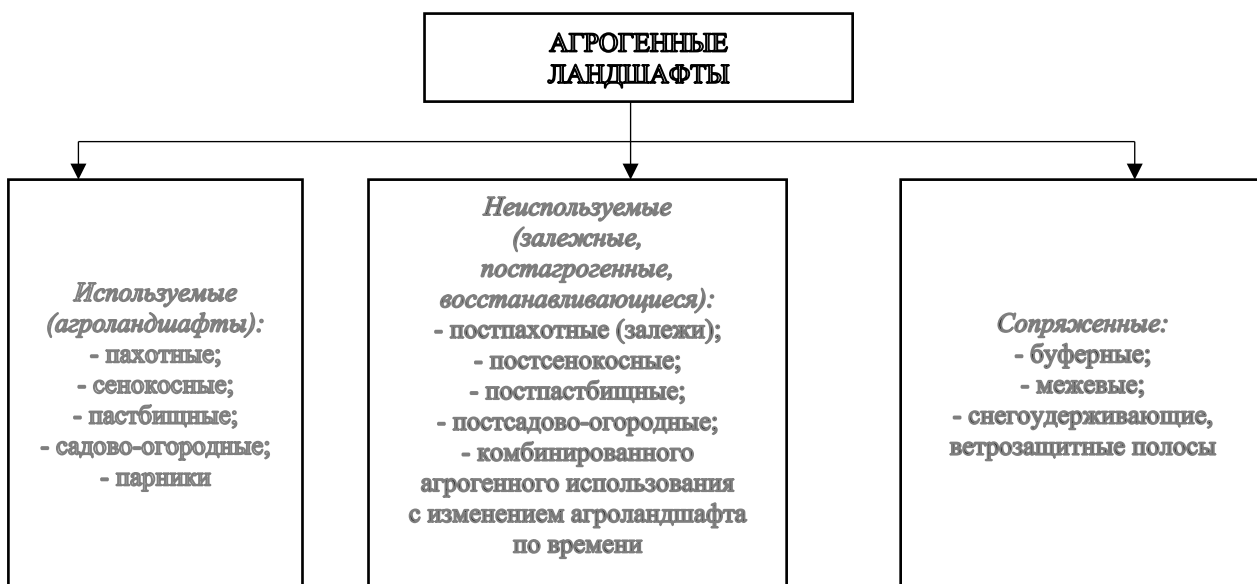 АГРОГЕННЫЕ
ЛАНДШАФТЫ
Используемые
(агроландшафты):
- пахотные;
- сенокосные;
- пастбищные;
- садово-огородные;
- парники
Неиспользуемые
(залежные,
постагрогенные,
восстанавливающиеся):
- постпахотные (залежи);
- постсенокосные;
- постпастбищные;
- постсадово-огородные;
- комбинированного
агрогенного использования
с изменением агроландшафта
по времени
Сопряженные:
- буферные;
- межевые;
- снегоудерживающие,
ветрозащитные полосы